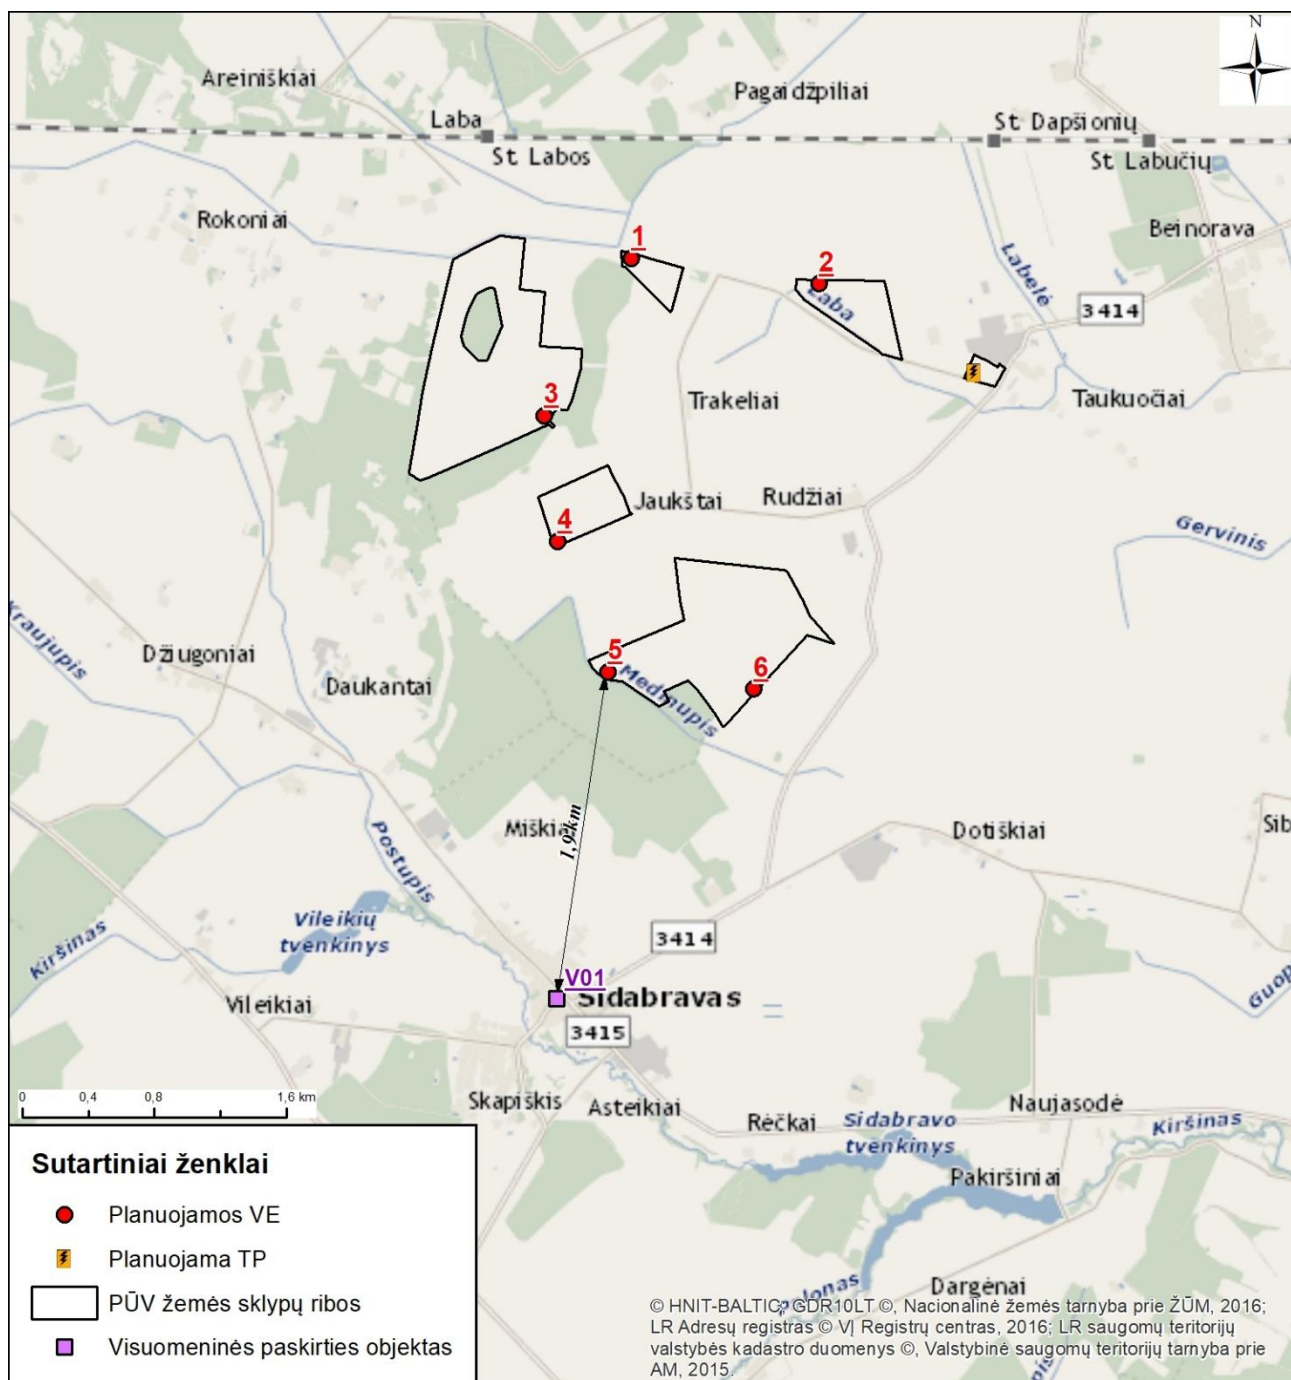 N
Areiniškiai
Pagaidžpiliai
Laba
St Dapšionių
St Labos
St Labučių
Rokoniai
Beinorava
1
2
Labelė
Laba
3414
Trakeliai
Taukuočiai
3
Jaukštai
Rudžiai
4
Gervinis
Kraujupis
Džiugoniai
Daukantai
5
6
Medinupis
1,9 km
Dotiškiai
Sib
Postupis
Vileikių
tvenkinys
3414
Kiršinas
V01
Sidabravas
Vileikiai
3415
0 0,4 0,8 1,6 km
Skapiškis
Asteikiai
Rėčkai
Sidabravo
tvenkinys
Naujasodė
Kiršinas
Pakiršiniai
Dargėnai
Sutartiniai ženklai
Planuojamos VE
Planuojama TP
PŪV žemės sklypų ribos
Visuomeninės paskirties objektas
© HNIT-BALTIC, GDR10LT ©, Nacionalinė žemės tarnyba prie ŽŪM, 2016;
LR Adresų registras © VĮ Registrų centras, 2016; LR saugomų teritorijų
valstybės kadastro duomenys ©, Valstybinė saugomų teritorijų tarnyba prie
AM, 2015.